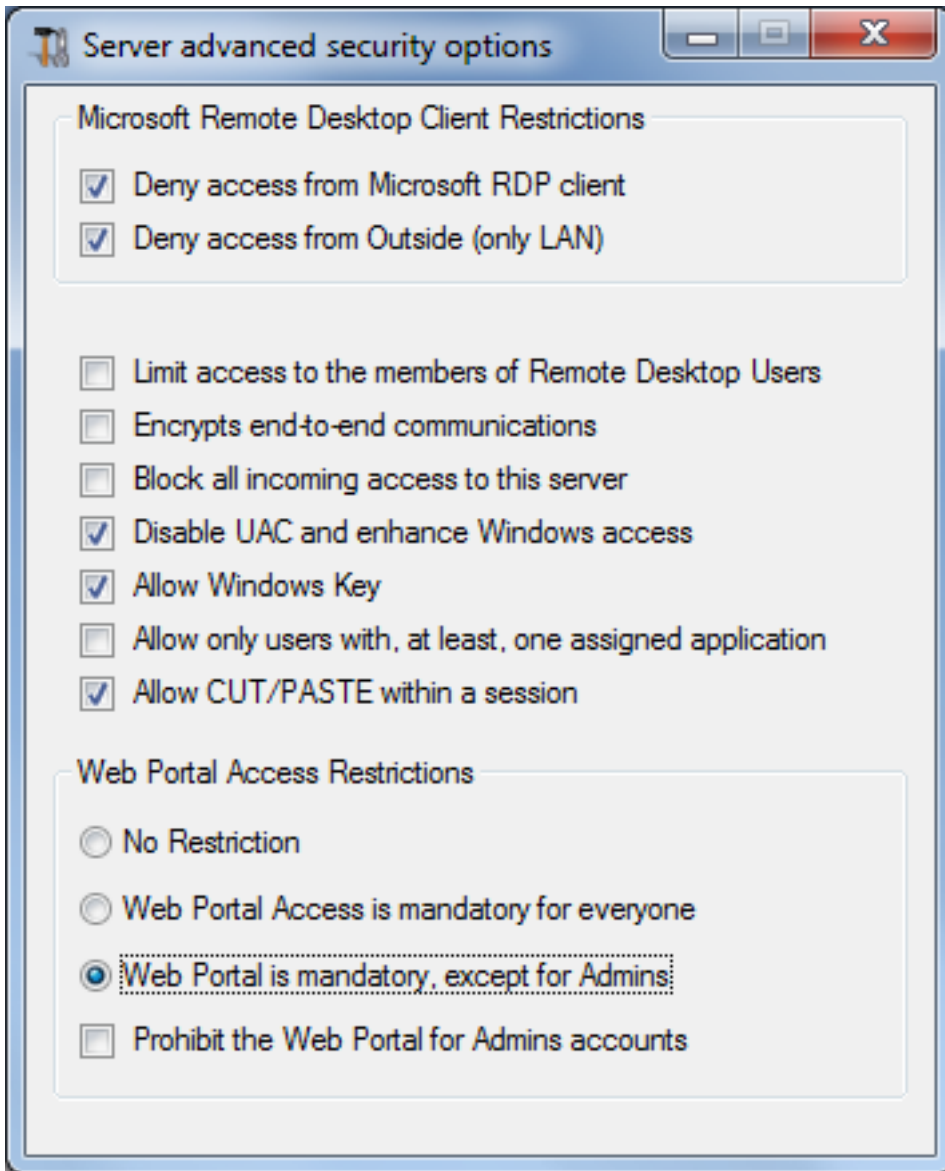 Server advanced security options
Microsoft Remote Desktop Client Restrictions
Deny access from Microsoft RDP client
Deny access from Outside (only LAN)
Limit access to the members of Remote Desktop Users
Encrypts end-to-end communications
Block all incoming access to this server
Disable UAC and enhance Windows access
Allow Windows Key
Allow only users with, at least, one assigned application
Allow CUT/PASTE within a session
Web Portal Access Restrictions
No Restriction
Web Portal Access is mandatory for everyone
Web Portal is mandatory, except for Admins
Prohibit the Web Portal for Admins accounts